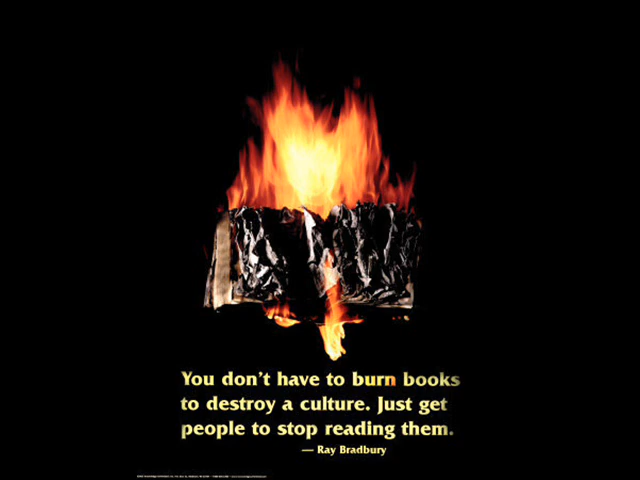 You don't have to burn books
to destroy a culture. Just get
people to stop reading them.
— Ray Bradbury